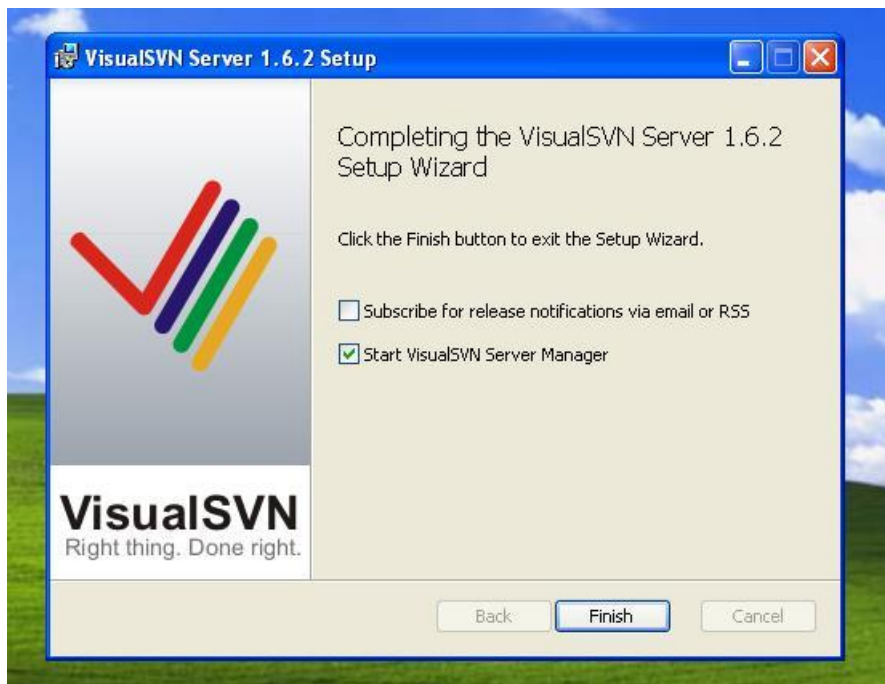 VisualSVN Server 1.6.2 Setup
Completing the VisualSVN Server 1.6.2
Setup Wizard
Click the Finish button to exit the Setup Wizard.
Subscribe for release notifications via email or RSS
Start VisualSVN Server Manager
VisualSVN
Right thing. Done right.
Back
Finish
Cancel